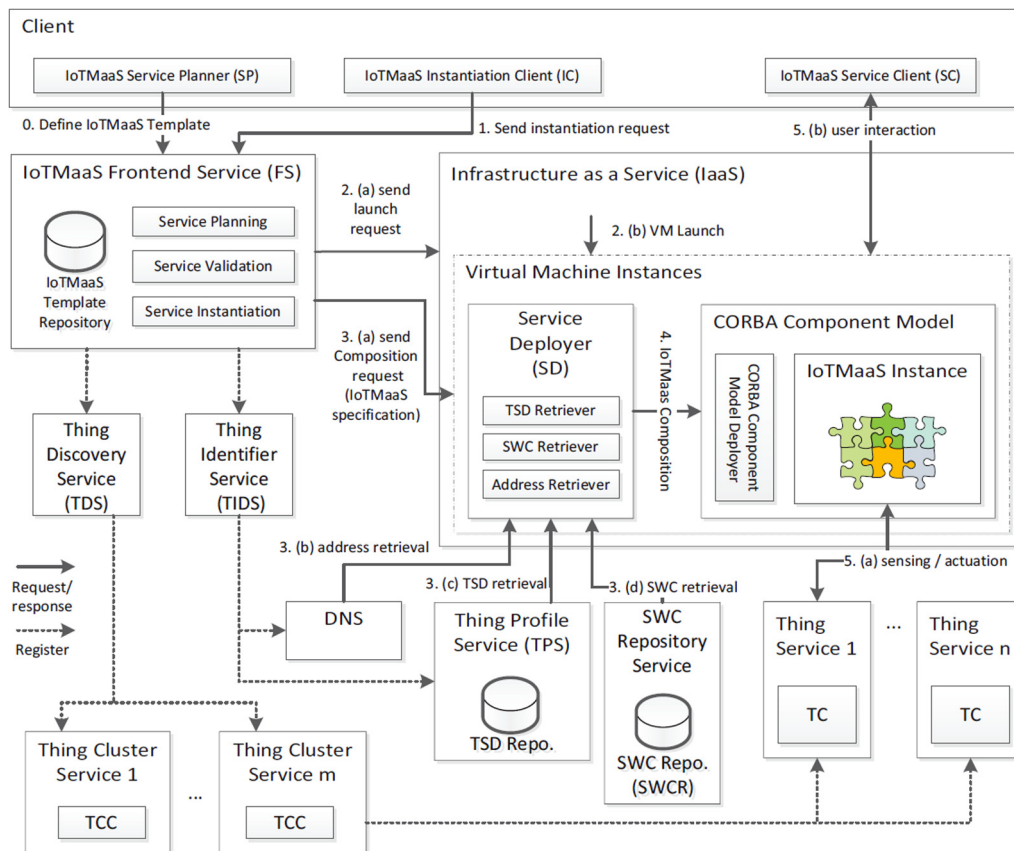 Client
IoTMaaS Service Planner (SP)
IoTMaaS Instantiation Client (IC)
IoTMaaS Service Client (SC)
0. Define IoTMaaS Template
1. Send instantiation request
5. (b) user interaction
IoTMaaS Frontend Service (FS)
IoTMaaS
Template
Repository
Service Planning
Service Validation
Service Instantiation
2. (a) send
launch
request
3. (a) send
Composition
request
(IoTMaaS
specification)
Infrastructure as a Service (IaaS)
2. (b) VM Launch
Virtual Machine Instances
Service
Deployer
(SD)
TSD Retriever
SWC Retriever
Address Retriever
4. IoTMaas Composition
CORBA Component Model
CORBA Component
Model Deployer
IoTMaaS Instance
Thing
Discovery
Service
(TDS)
Thing
Identifier
Service
(TIDS)
3. (b) address retrieval
3. (c) TSD retrieval
3. (d) SWC retrieval
5. (a) sensing / actuation
Request/
response
Register
DNS
Thing Profile
Service (TPS)
TSD Repo.
SWC
Repository
Service
SWC Repo.
(SWCR)
Thing
Service 1
TC
...
Thing
Service n
TC
Thing Cluster
Service 1
TCC
...
Thing Cluster
Service m
TCC